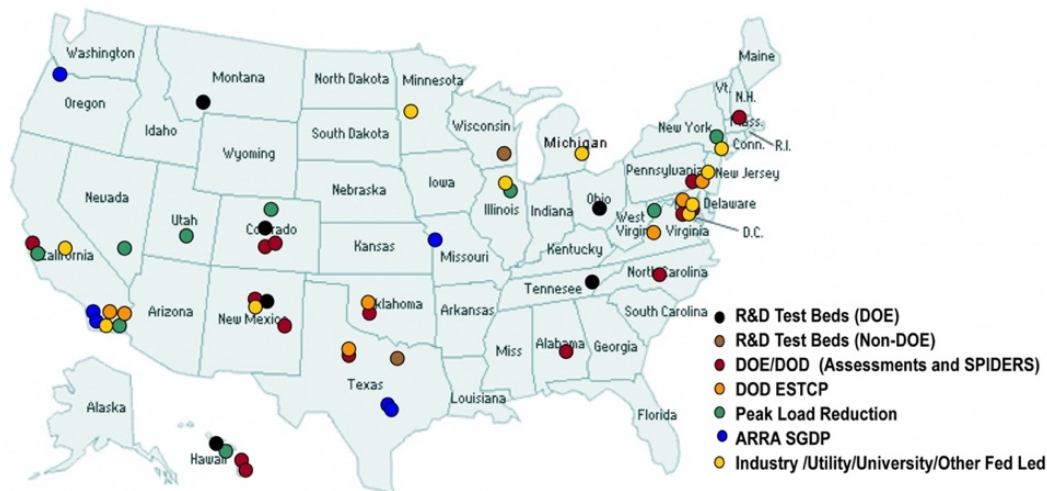 Washington
Maine
Montana
North Dakota
Minnesota
Vt.
N.H.
Oregon
Idaho
South Dakota
Wisconsin
Michigan
New York
Mass.
Conn.
R.I.
Wyoming
Iowa
Pennsylvania
New Jersey
Nevada
Nebraska
Illinois
Indiana
Ohio
Delaware
Utah
Colorado
West
Virgin
Virginia
D.C.
California
Kansas
Missouri
Kentucky
Arizona
New Mexico
Oklahoma
Arkansas
Tennesee
North Carolina
South Carolina
Texas
Louisiana
Miss
Alabama
Georgia
Florida
Alaska
Hawaii
R&D Test Beds (DOE)
R&D Test Beds (Non-DOE)
DOE/DOD (Assessments and SPIDERS)
DOD ESTCP
Peak Load Reduction
ARRA SGDP
Industry /Utility/University/Other Fed Led